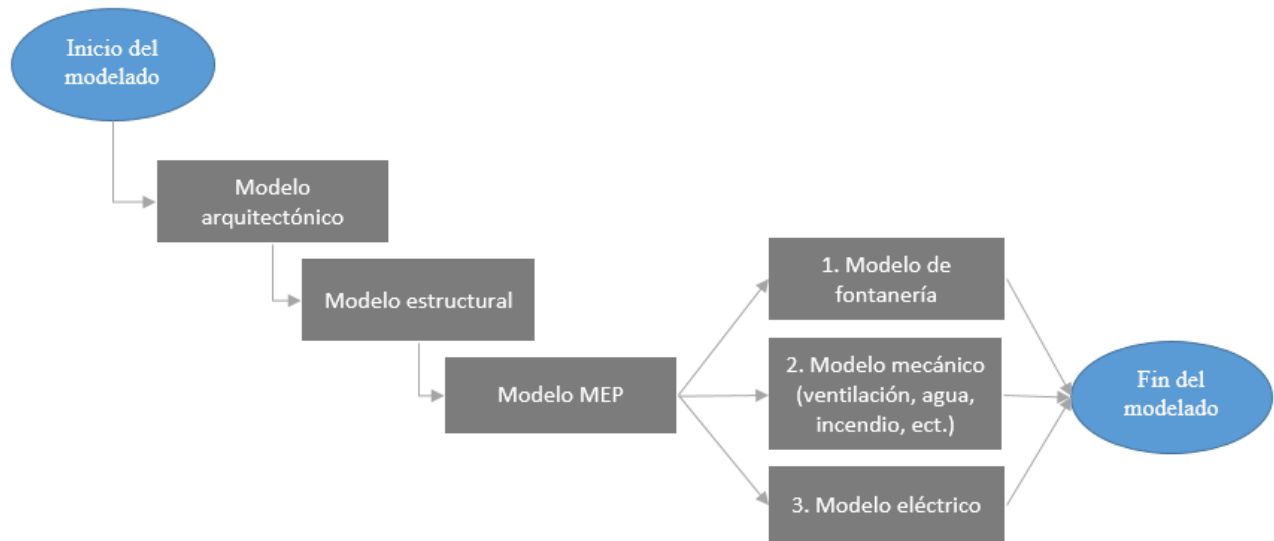 Inicio del
modelado
Modelo
arquitectónico
Modelo estructural
Modelo MEP
1. Modelo de
fontanería
2. Modelo mecánico
(ventilación, agua,
incendio, ect.)
3. Modelo eléctrico
Fin del
modelado